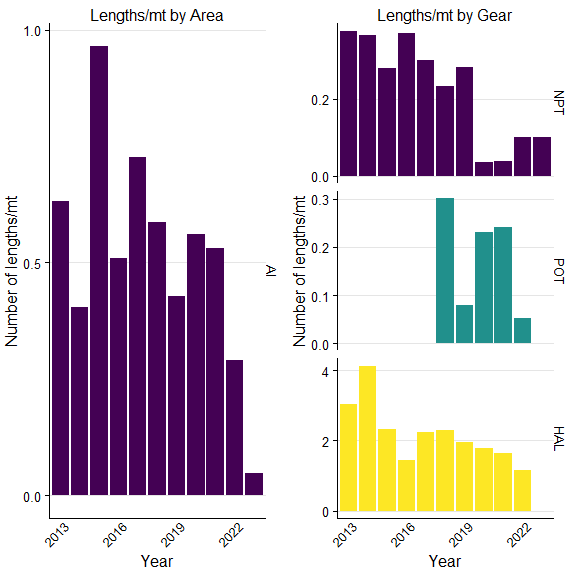 Lengths/mt by Area
Number of lengths/mt
1.0
0.5
0.0
AI
2013
2016
2019
2022
Year
Lengths/mt by Gear
Number of lengths/mt
0.2
0.0
NPT
0.3
0.2
0.1
0.0
POT
4
2
0
HAL
2013
2016
2019
2022
Year